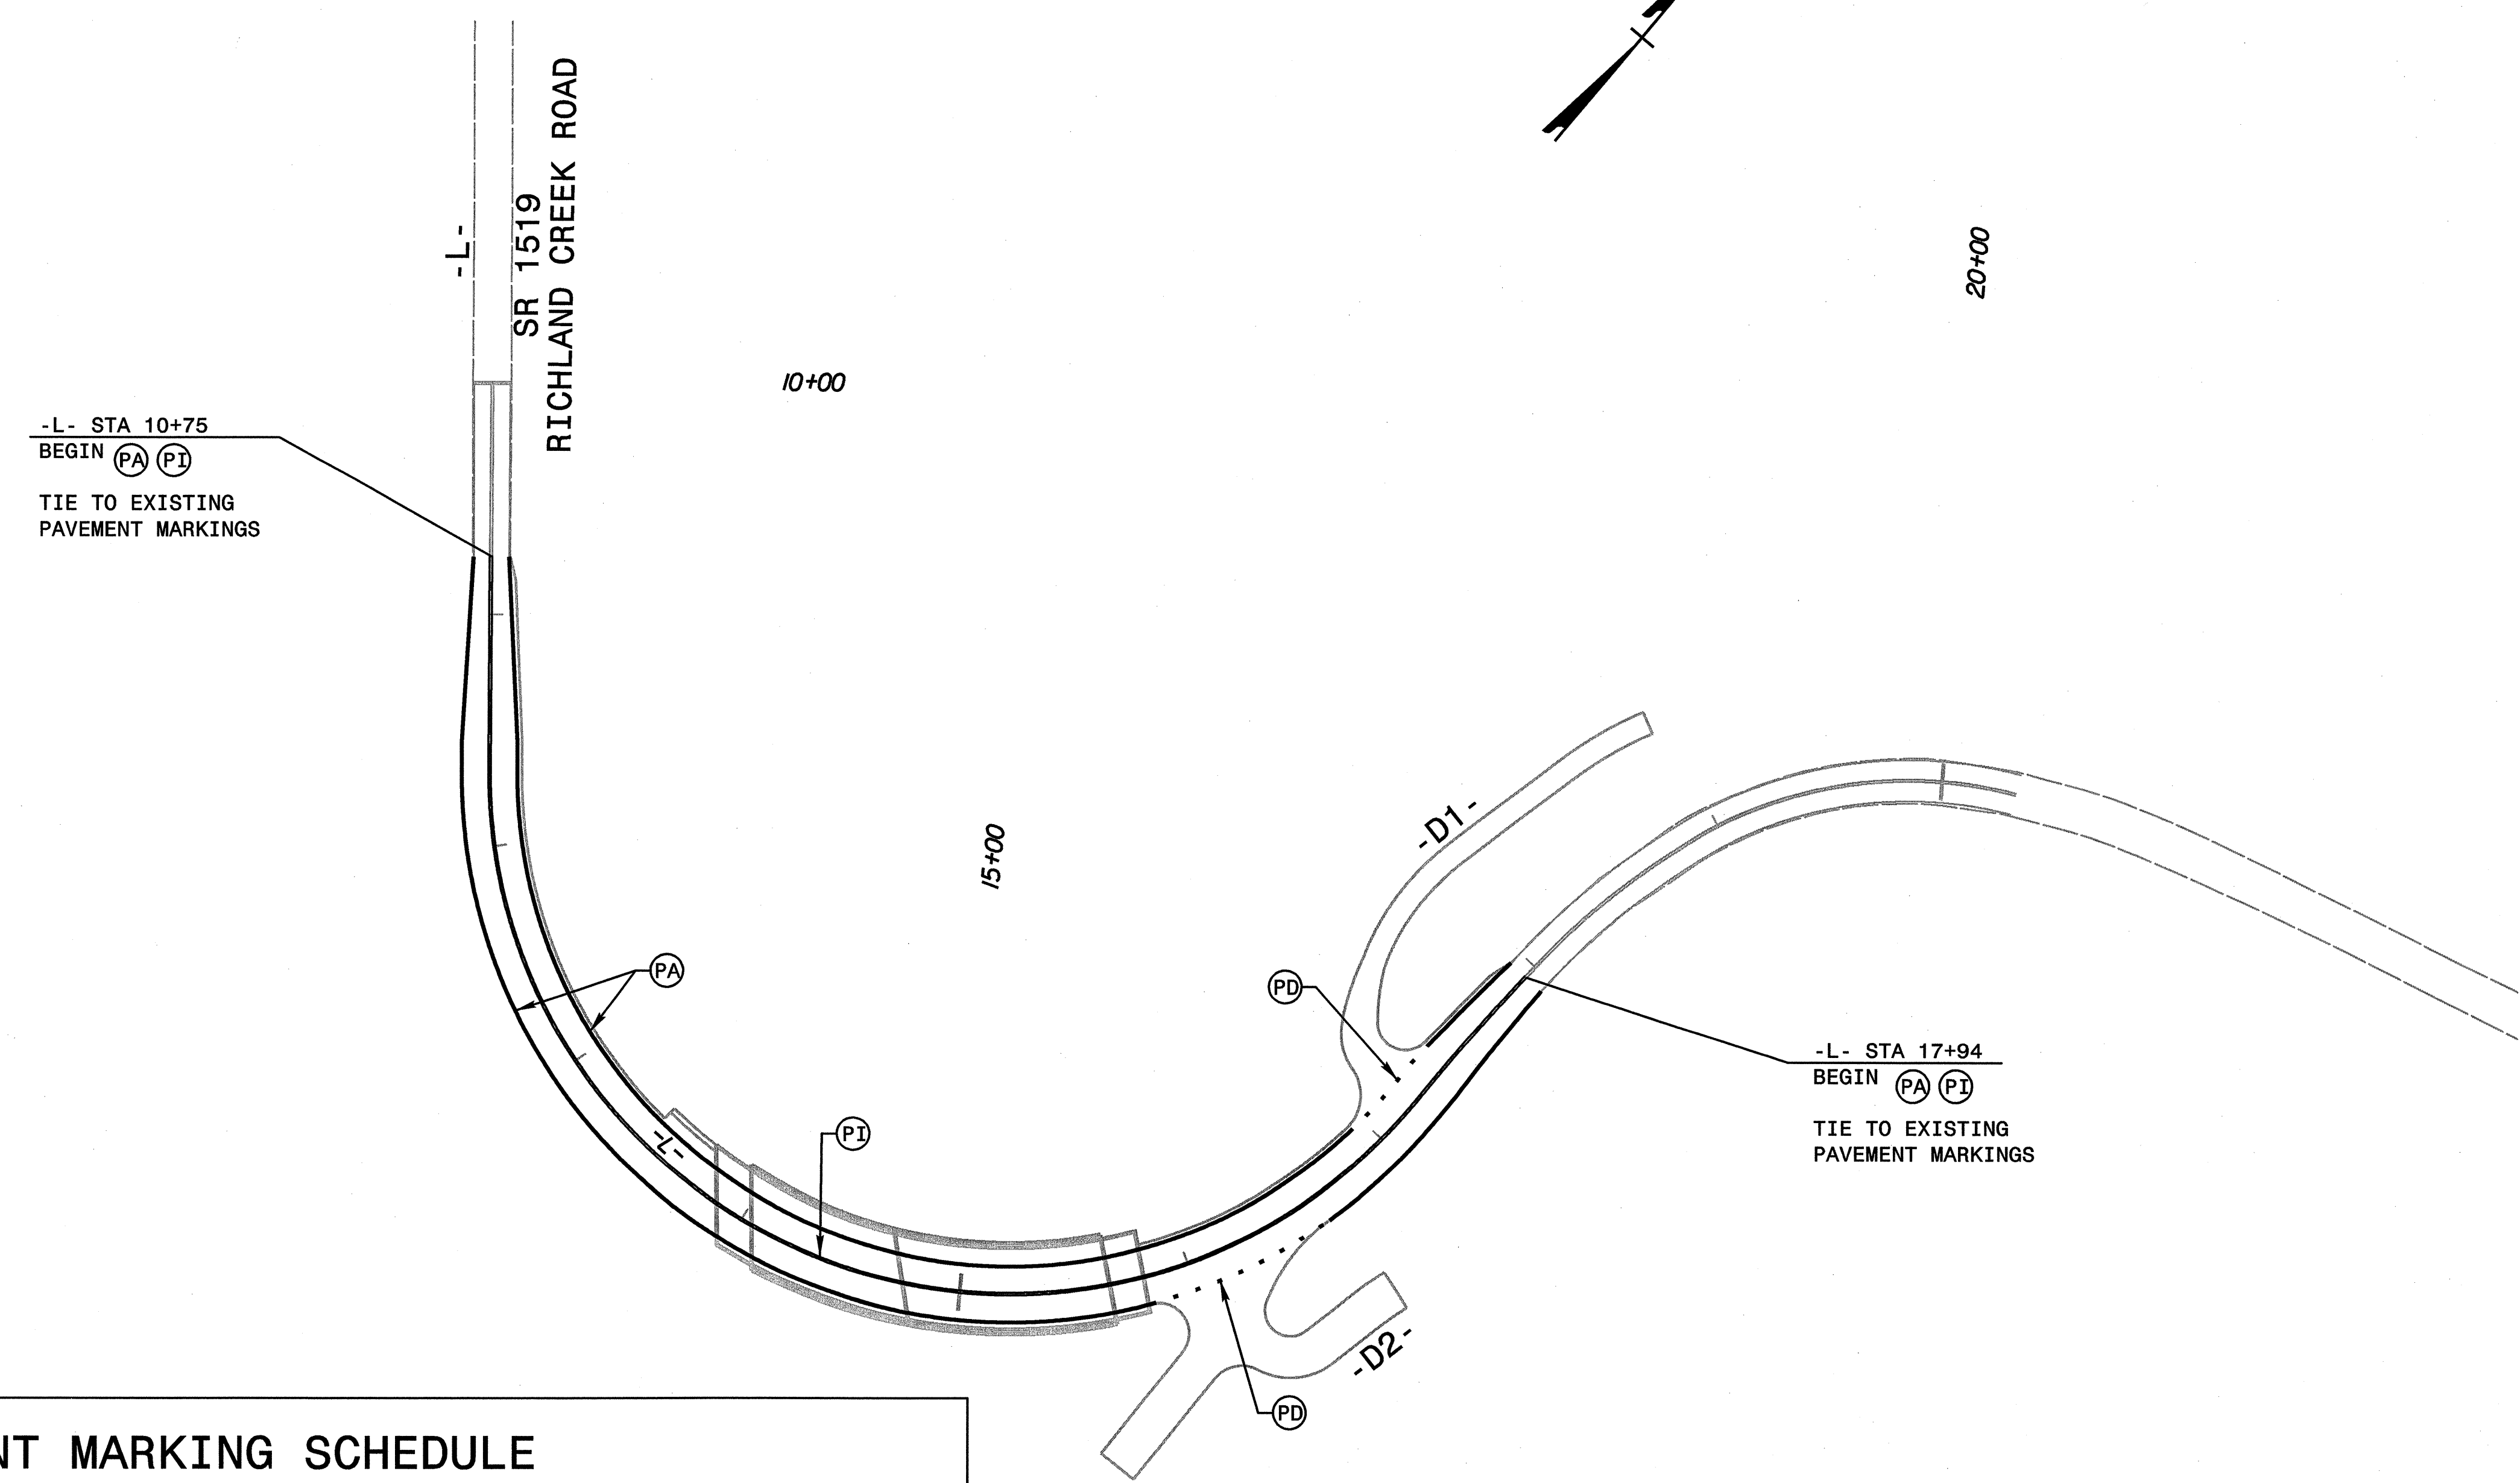 -L-
SR 1519
RICHLAND CREEK ROAD
20+00
10+00
-L- STA 10+75
BEGIN PA PI
TIE TO EXISTING
PAVEMENT MARKINGS
-D1-
15+00
PA
PD
-L- STA 17+94
BEGIN PA PI
TIE TO EXISTING
PAVEMENT MARKINGS
PI
-L-
-D2-
PD
NT MARKING SCHEDULE